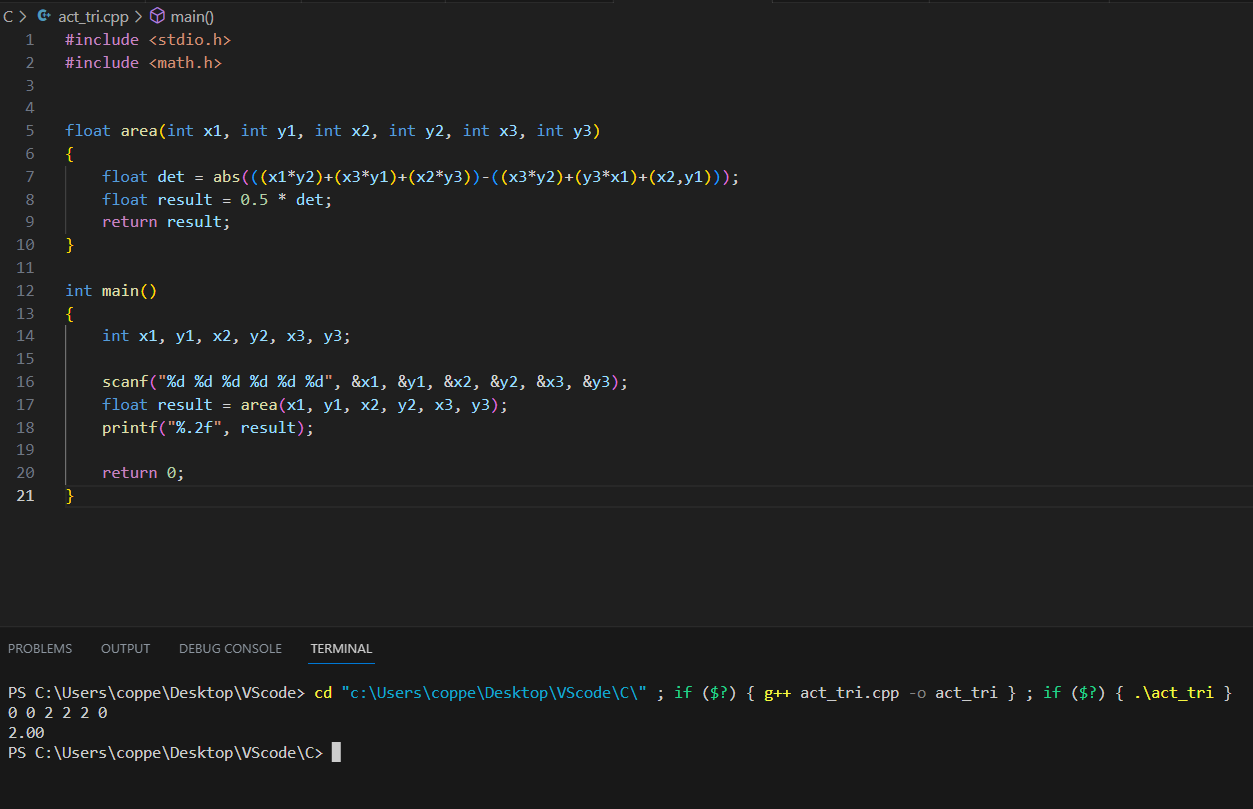 C > act_tri.cpp > main()
1 #include <stdio.h>
2 #include <math.h>
3
4
5 float area(int x1, int y1, int x2, int y2, int x3, int y3)
6 {
7     float det = abs(((x1*y2)+(x3*y1)+(x2*y3))-((x3*y2)+(y3*x1)+(x2,y1)));
8     float result = 0.5 * det;
9     return result;
10 }
11
12 int main()
13 {
14     int x1, y1, x2, y2, x3, y3;
15
16     scanf("%d %d %d %d %d %d", &x1, &y1, &x2, &y2, &x3, &y3);
17     float result = area(x1, y1, x2, y2, x3, y3);
18     printf("%.2f", result);
19
20     return 0;
21 }
PROBLEMS OUTPUT DEBUG CONSOLE TERMINAL
PS C:\Users\coppe\Desktop\VScode> cd "c:\Users\coppe\Desktop\VScode\C\" ; if ($?) { g++ act_tri.cpp -o act_tri } ; if ($?) { .\act_tri }
0 0 2 2 2 0
2.00
PS C:\Users\coppe\Desktop\VScode\C>